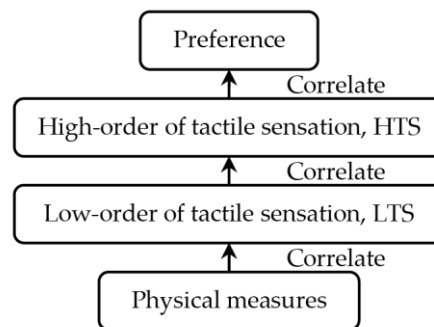 Preference
Correlate
High-order of tactile sensation, HTS
Correlate
Low-order of tactile sensation, LTS
Correlate
Physical measures